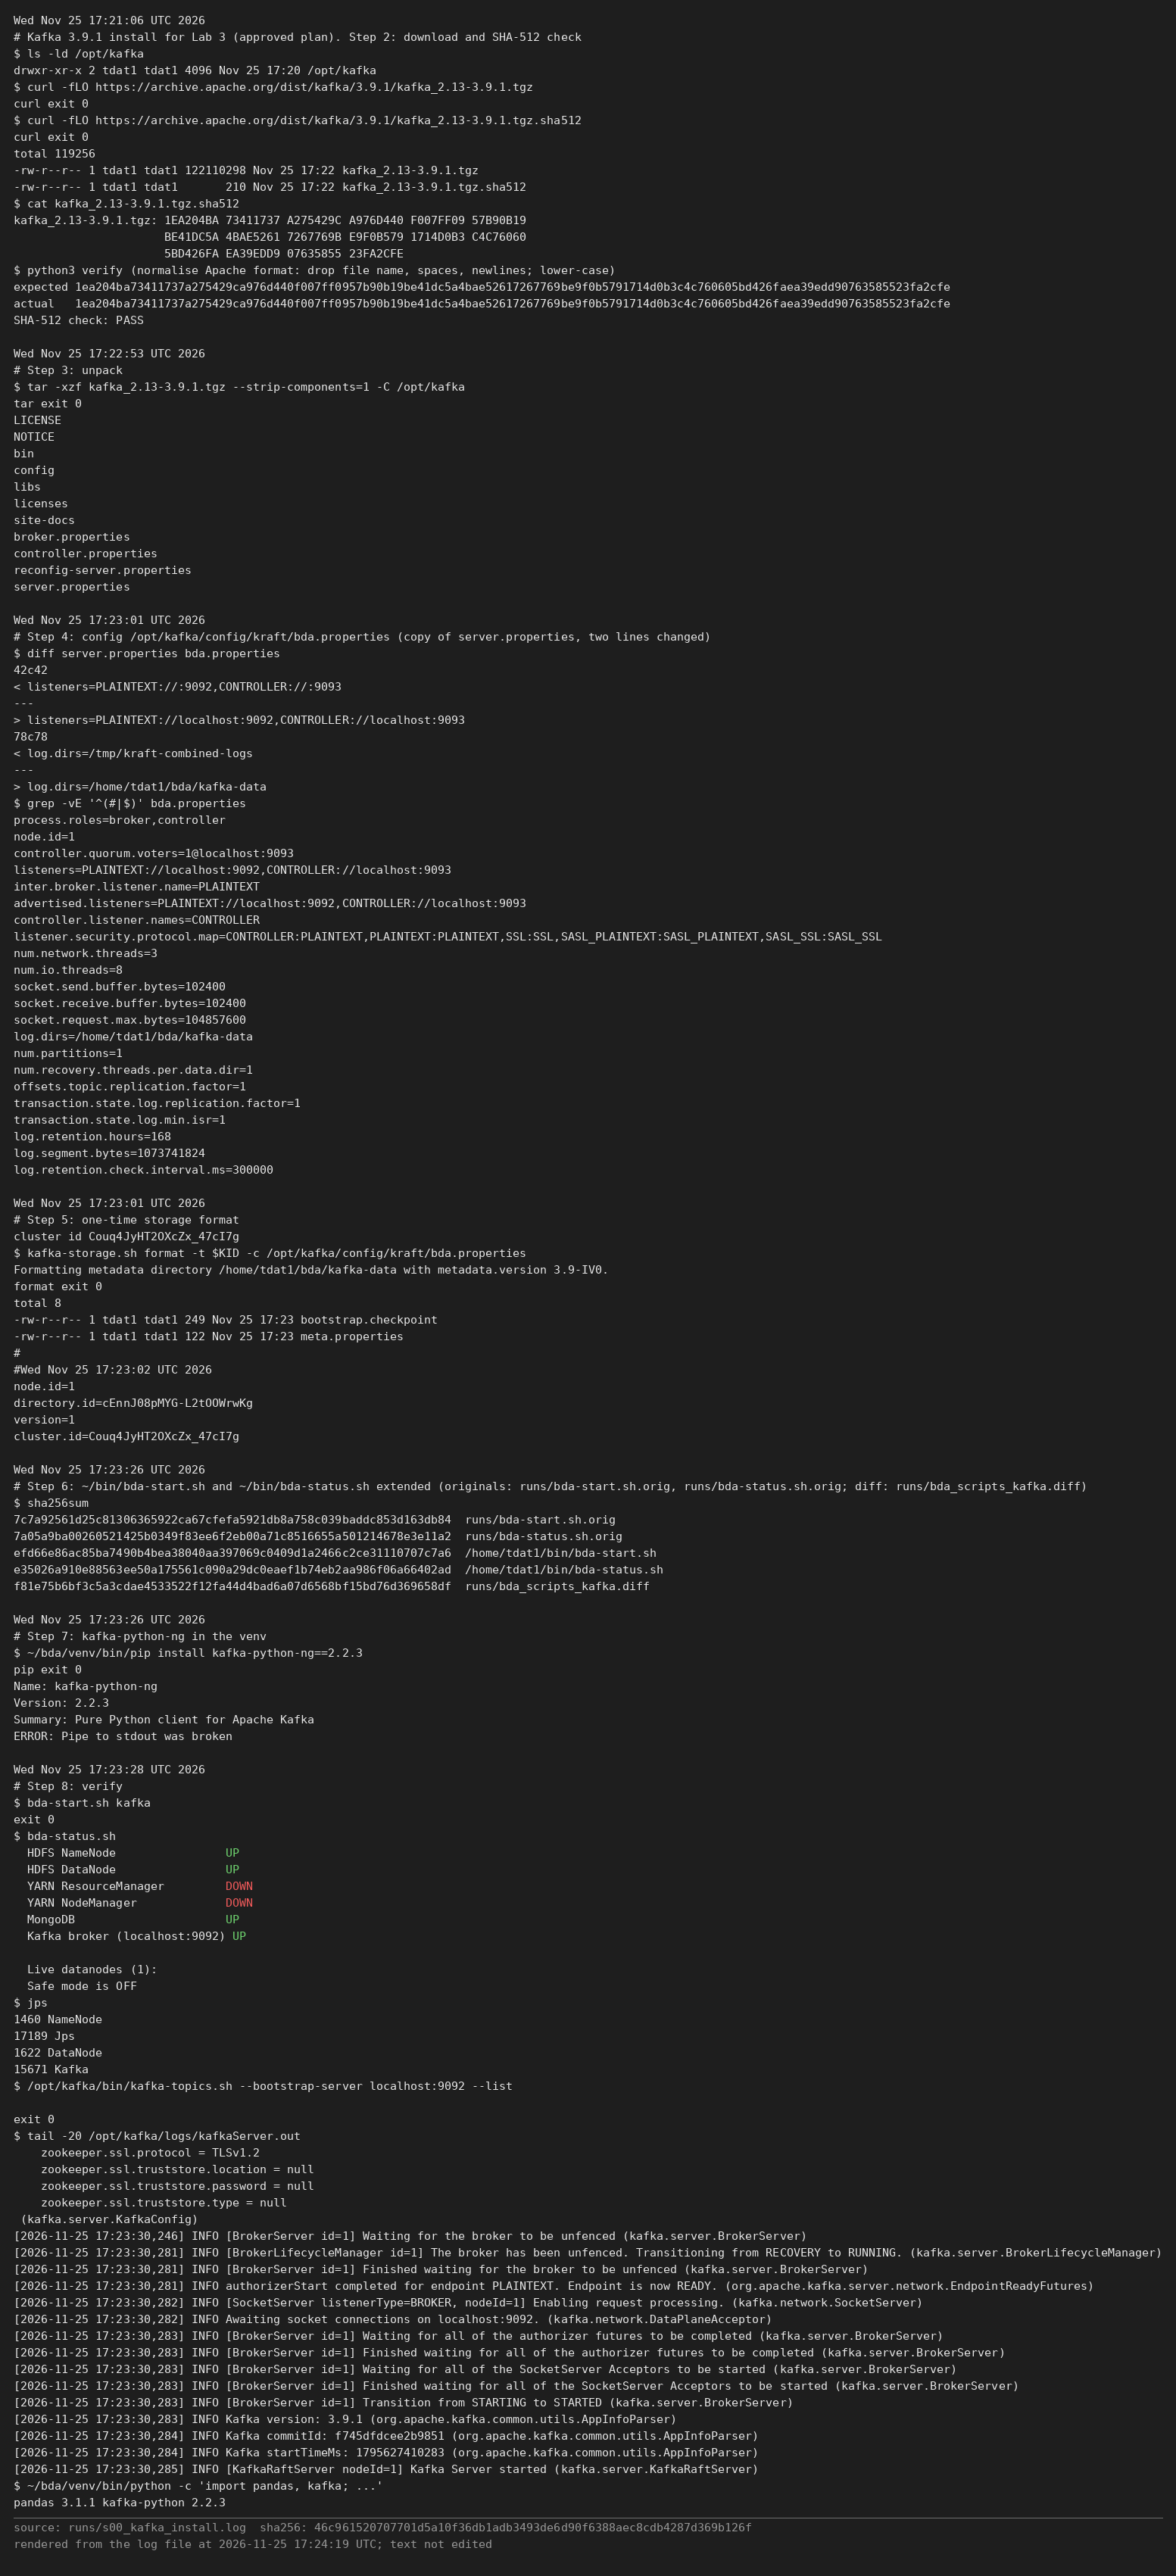 Wed Nov 25 17:21:06 UTC 2026
# Kafka 3.9.1 install for Lab 3 (approved plan). Step 2: download and SHA-512 check
$ ls -ld /opt/kafka
drwxr-xr-x 2 tdat1 tdat1 4096 Nov 25 17:20 /opt/kafka
$ curl -fLO https://archive.apache.org/dist/kafka/3.9.1/kafka_2.13-3.9.1.tgz
curl exit 0
$ curl -fLO https://archive.apache.org/dist/kafka/3.9.1/kafka_2.13-3.9.1.tgz.sha512
curl exit 0
total 119256
-rw-r--r-- 1 tdat1 tdat1 122110298 Nov 25 17:22 kafka_2.13-3.9.1.tgz
-rw-r--r-- 1 tdat1 tdat1       210 Nov 25 17:22 kafka_2.13-3.9.1.tgz.sha512
$ cat kafka_2.13-3.9.1.tgz.sha512
kafka_2.13-3.9.1.tgz: 1EA204BA 73411737 A275429C A976D440 F007FF09 57B90B19
                      BE41DC5A 4BAE5261 7267769B E9F0B579 1714D0B3 C4C76060
                      5BD426FA EA39EDD9 07635855 23FA2CFE
$ python3 verify (normalise Apache format: drop file name, spaces, newlines; lower-case)
expected 1ea204ba73411737a275429ca976d440f007ff0957b90b19be41dc5a4bae52617267769be9f0b5791714d0b3c4c760605bd426faea39edd90763585523fa2cfe
actual   1ea204ba73411737a275429ca976d440f007ff0957b90b19be41dc5a4bae52617267769be9f0b5791714d0b3c4c760605bd426faea39edd90763585523fa2cfe
SHA-512 check: PASS

Wed Nov 25 17:22:53 UTC 2026
# Step 3: unpack
$ tar -xzf kafka_2.13-3.9.1.tgz --strip-components=1 -C /opt/kafka
tar exit 0
LICENSE
NOTICE
bin
config
libs
licenses
site-docs
broker.properties
controller.properties
reconfig-server.properties
server.properties

Wed Nov 25 17:23:01 UTC 2026
# Step 4: config /opt/kafka/config/kraft/bda.properties (copy of server.properties, two lines changed)
$ diff server.properties bda.properties
42c42
< listeners=PLAINTEXT://:9092,CONTROLLER://:9093
---
> listeners=PLAINTEXT://localhost:9092,CONTROLLER://localhost:9093
78c78
< log.dirs=/tmp/kraft-combined-logs
---
> log.dirs=/home/tdat1/bda/kafka-data
$ grep -vE '^(#|$)' bda.properties
process.roles=broker,controller
node.id=1
controller.quorum.voters=1@localhost:9093
listeners=PLAINTEXT://localhost:9092,CONTROLLER://localhost:9093
inter.broker.listener.name=PLAINTEXT
advertised.listeners=PLAINTEXT://localhost:9092,CONTROLLER://localhost:9093
controller.listener.names=CONTROLLER
listener.security.protocol.map=CONTROLLER:PLAINTEXT,PLAINTEXT:PLAINTEXT,SSL:SSL,SASL_PLAINTEXT:SASL_PLAINTEXT,SASL_SSL:SASL_SSL
num.network.threads=3
num.io.threads=8
socket.send.buffer.bytes=102400
socket.receive.buffer.bytes=102400
socket.request.max.bytes=104857600
log.dirs=/home/tdat1/bda/kafka-data
num.partitions=1
num.recovery.threads.per.data.dir=1
offsets.topic.replication.factor=1
transaction.state.log.replication.factor=1
transaction.state.log.min.isr=1
log.retention.hours=168
log.segment.bytes=1073741824
log.retention.check.interval.ms=300000

Wed Nov 25 17:23:01 UTC 2026
# Step 5: one-time storage format
cluster id Couq4JyHT2OXcZx_47cI7g
$ kafka-storage.sh format -t $KID -c /opt/kafka/config/kraft/bda.properties
Formatting metadata directory /home/tdat1/bda/kafka-data with metadata.version 3.9-IV0.
format exit 0
total 8
-rw-r--r-- 1 tdat1 tdat1 249 Nov 25 17:23 bootstrap.checkpoint
-rw-r--r-- 1 tdat1 tdat1 122 Nov 25 17:23 meta.properties
#
#Wed Nov 25 17:23:02 UTC 2026
node.id=1
directory.id=cEnnJ08pMYG-L2tOOWrwKg
version=1
cluster.id=Couq4JyHT2OXcZx_47cI7g

Wed Nov 25 17:23:26 UTC 2026
# Step 6: ~/bin/bda-start.sh and ~/bin/bda-status.sh extended (originals: runs/bda-start.sh.orig, runs/bda-status.sh.orig; diff: runs/bda_scripts_kafka.diff)
$ sha256sum
7c7a92561d25c81306365922ca67cfefa5921db8a758c039baddc853d163db84  runs/bda-start.sh.orig
7a05a9ba00260521425b0349f83ee6f2eb00a71c8516655a501214678e3e11a2  runs/bda-status.sh.orig
efd66e86ac85ba7490b4bea38040aa397069c0409d1a2466c2ce31110707c7a6  /home/tdat1/bin/bda-start.sh
e35026a910e88563ee50a175561c090a29dc0eaef1b74eb2aa986f06a66402ad  /home/tdat1/bin/bda-status.sh
f81e75b6bf3c5a3cdae4533522f12fa44d4bad6a07d6568bf15bd76d369658df  runs/bda_scripts_kafka.diff

Wed Nov 25 17:23:26 UTC 2026
# Step 7: kafka-python-ng in the venv
$ ~/bda/venv/bin/pip install kafka-python-ng==2.2.3
pip exit 0
Name: kafka-python-ng
Version: 2.2.3
Summary: Pure Python client for Apache Kafka
ERROR: Pipe to stdout was broken

Wed Nov 25 17:23:28 UTC 2026
# Step 8: verify
$ bda-start.sh kafka
exit 0
$ bda-status.sh
  HDFS NameNode                UP
  HDFS DataNode                UP
  YARN ResourceManager         DOWN
  YARN NodeManager             DOWN
  MongoDB                      UP
  Kafka broker (localhost:9092) UP

  Live datanodes (1):
  Safe mode is OFF
$ jps
1460 NameNode
17189 Jps
1622 DataNode
15671 Kafka
$ /opt/kafka/bin/kafka-topics.sh --bootstrap-server localhost:9092 --list

exit 0
$ tail -20 /opt/kafka/logs/kafkaServer.out
    zookeeper.ssl.protocol = TLSv1.2
    zookeeper.ssl.truststore.location = null
    zookeeper.ssl.truststore.password = null
    zookeeper.ssl.truststore.type = null
 (kafka.server.KafkaConfig)
[2026-11-25 17:23:30,246] INFO [BrokerServer id=1] Waiting for the broker to be unfenced (kafka.server.BrokerServer)
[2026-11-25 17:23:30,281] INFO [BrokerLifecycleManager id=1] The broker has been unfenced. Transitioning from RECOVERY to RUNNING. (kafka.server.BrokerLifecycleManager)
[2026-11-25 17:23:30,281] INFO [BrokerServer id=1] Finished waiting for the broker to be unfenced (kafka.server.BrokerServer)
[2026-11-25 17:23:30,281] INFO authorizerStart completed for endpoint PLAINTEXT. Endpoint is now READY. (org.apache.kafka.server.network.EndpointReadyFutures)
[2026-11-25 17:23:30,282] INFO [SocketServer listenerType=BROKER, nodeId=1] Enabling request processing. (kafka.network.SocketServer)
[2026-11-25 17:23:30,282] INFO Awaiting socket connections on localhost:9092. (kafka.network.DataPlaneAcceptor)
[2026-11-25 17:23:30,283] INFO [BrokerServer id=1] Waiting for all of the authorizer futures to be completed (kafka.server.BrokerServer)
[2026-11-25 17:23:30,283] INFO [BrokerServer id=1] Finished waiting for all of the authorizer futures to be completed (kafka.server.BrokerServer)
[2026-11-25 17:23:30,283] INFO [BrokerServer id=1] Waiting for all of the SocketServer Acceptors to be started (kafka.server.BrokerServer)
[2026-11-25 17:23:30,283] INFO [BrokerServer id=1] Finished waiting for all of the SocketServer Acceptors to be started (kafka.server.BrokerServer)
[2026-11-25 17:23:30,283] INFO [BrokerServer id=1] Transition from STARTING to STARTED (kafka.server.BrokerServer)
[2026-11-25 17:23:30,283] INFO Kafka version: 3.9.1 (org.apache.kafka.common.utils.AppInfoParser)
[2026-11-25 17:23:30,284] INFO Kafka commitId: f745dfdcee2b9851 (org.apache.kafka.common.utils.AppInfoParser)
[2026-11-25 17:23:30,284] INFO Kafka startTimeMs: 1795627410283 (org.apache.kafka.common.utils.AppInfoParser)
[2026-11-25 17:23:30,285] INFO [KafkaRaftServer nodeId=1] Kafka Server started (kafka.server.KafkaRaftServer)
$ ~/bda/venv/bin/python -c 'import pandas, kafka; ...'
pandas 3.1.1 kafka-python 2.2.3
source: runs/s00_kafka_install.log  sha256: 46c961520707701d5a10f36db1adb3493de6d90f6388aec8cdb4287d369b126f
rendered from the log file at 2026-11-25 17:24:19 UTC; text not edited